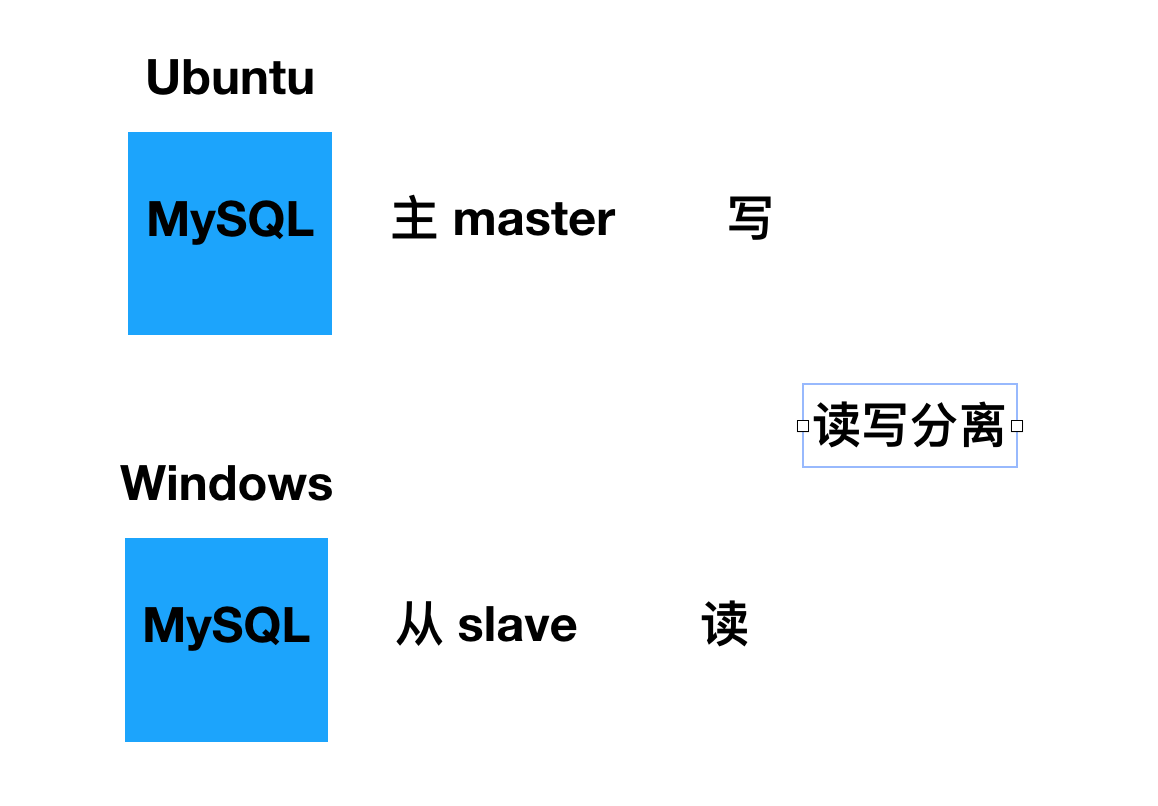 Ubuntu
MySQL 主 master 写
读写分离
Windows
MySQL 从 slave 读